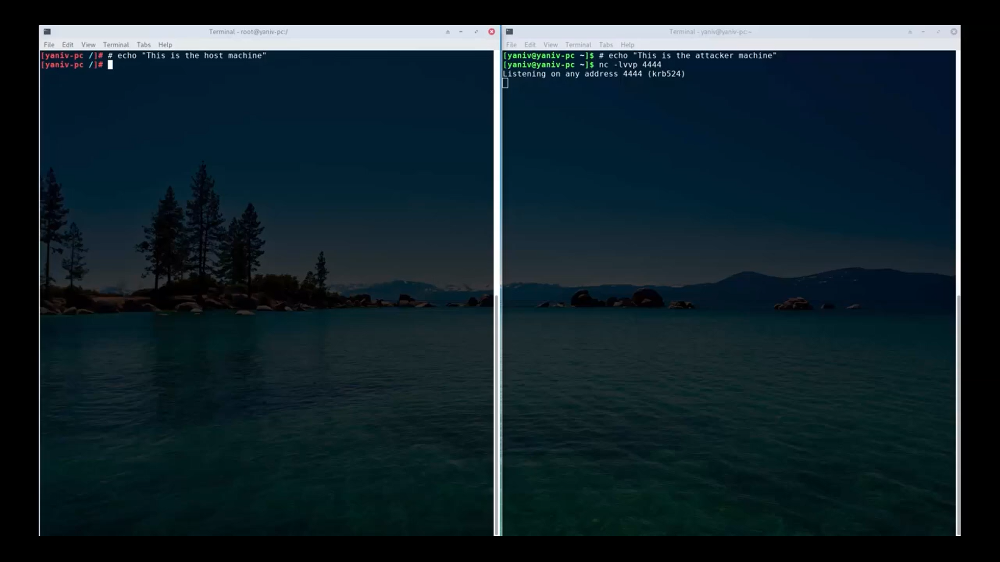 Terminal - root@yaniv-pc:/
File Edit View Terminal Tabs Help
[yaniv-pc /]# # echo "This is the host machine"
[yaniv-pc /]#
Terminal - yaniv@yaniv-pc:~
File Edit View Terminal Tabs Help
[yaniv@yaniv-pc ~]$ # echo "This is the attacker machine"
[yaniv@yaniv-pc ~]$ nc -lvvp 4444
Listening on any address 4444 (krb524)